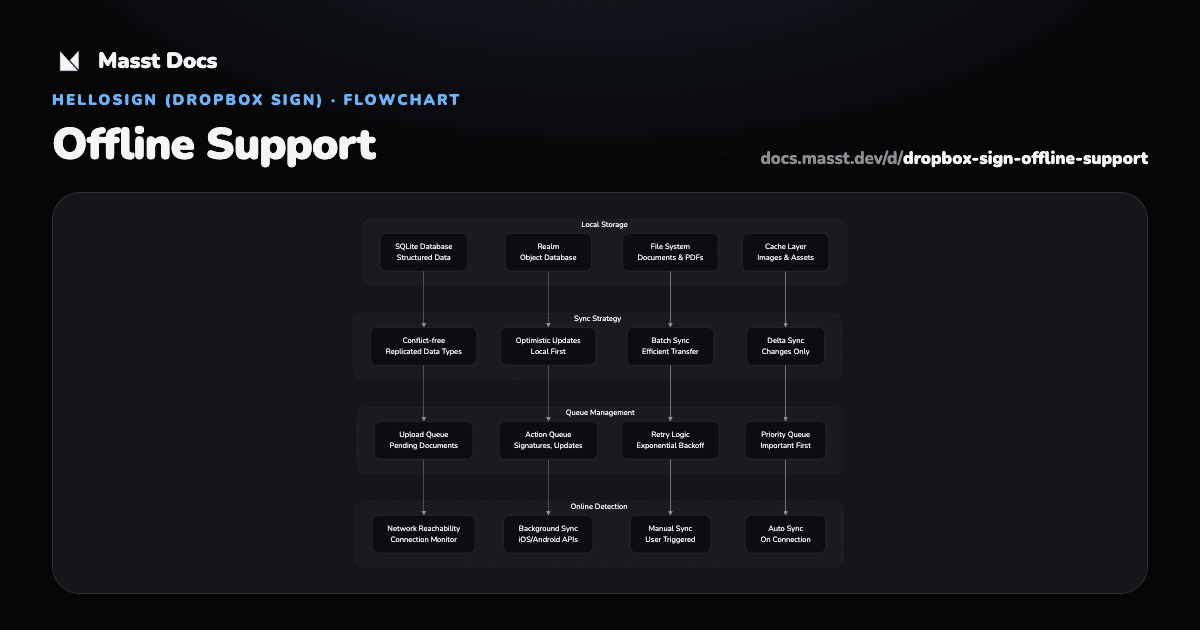 Masst Docs
HELLOSIGN (DROPBOX SIGN) · FLOWCHART
Offline Support
docs.masst.dev/d/dropbox-sign-offline-support
Local Storage
SQLite Database
Structured Data
Realm
Object Database
File System
Documents & PDFs
Cache Layer
Images & Assets
Sync Strategy
Conflict-free
Replicated Data Types
Optimistic Updates
Local First
Batch Sync
Efficient Transfer
Delta Sync
Changes Only
Queue Management
Upload Queue
Pending Documents
Action Queue
Signatures, Updates
Retry Logic
Exponential Backoff
Priority Queue
Important First
Online Detection
Network Reachability
Connection Monitor
Background Sync
iOS/Android APIs
Manual Sync
User Triggered
Auto Sync
On Connection